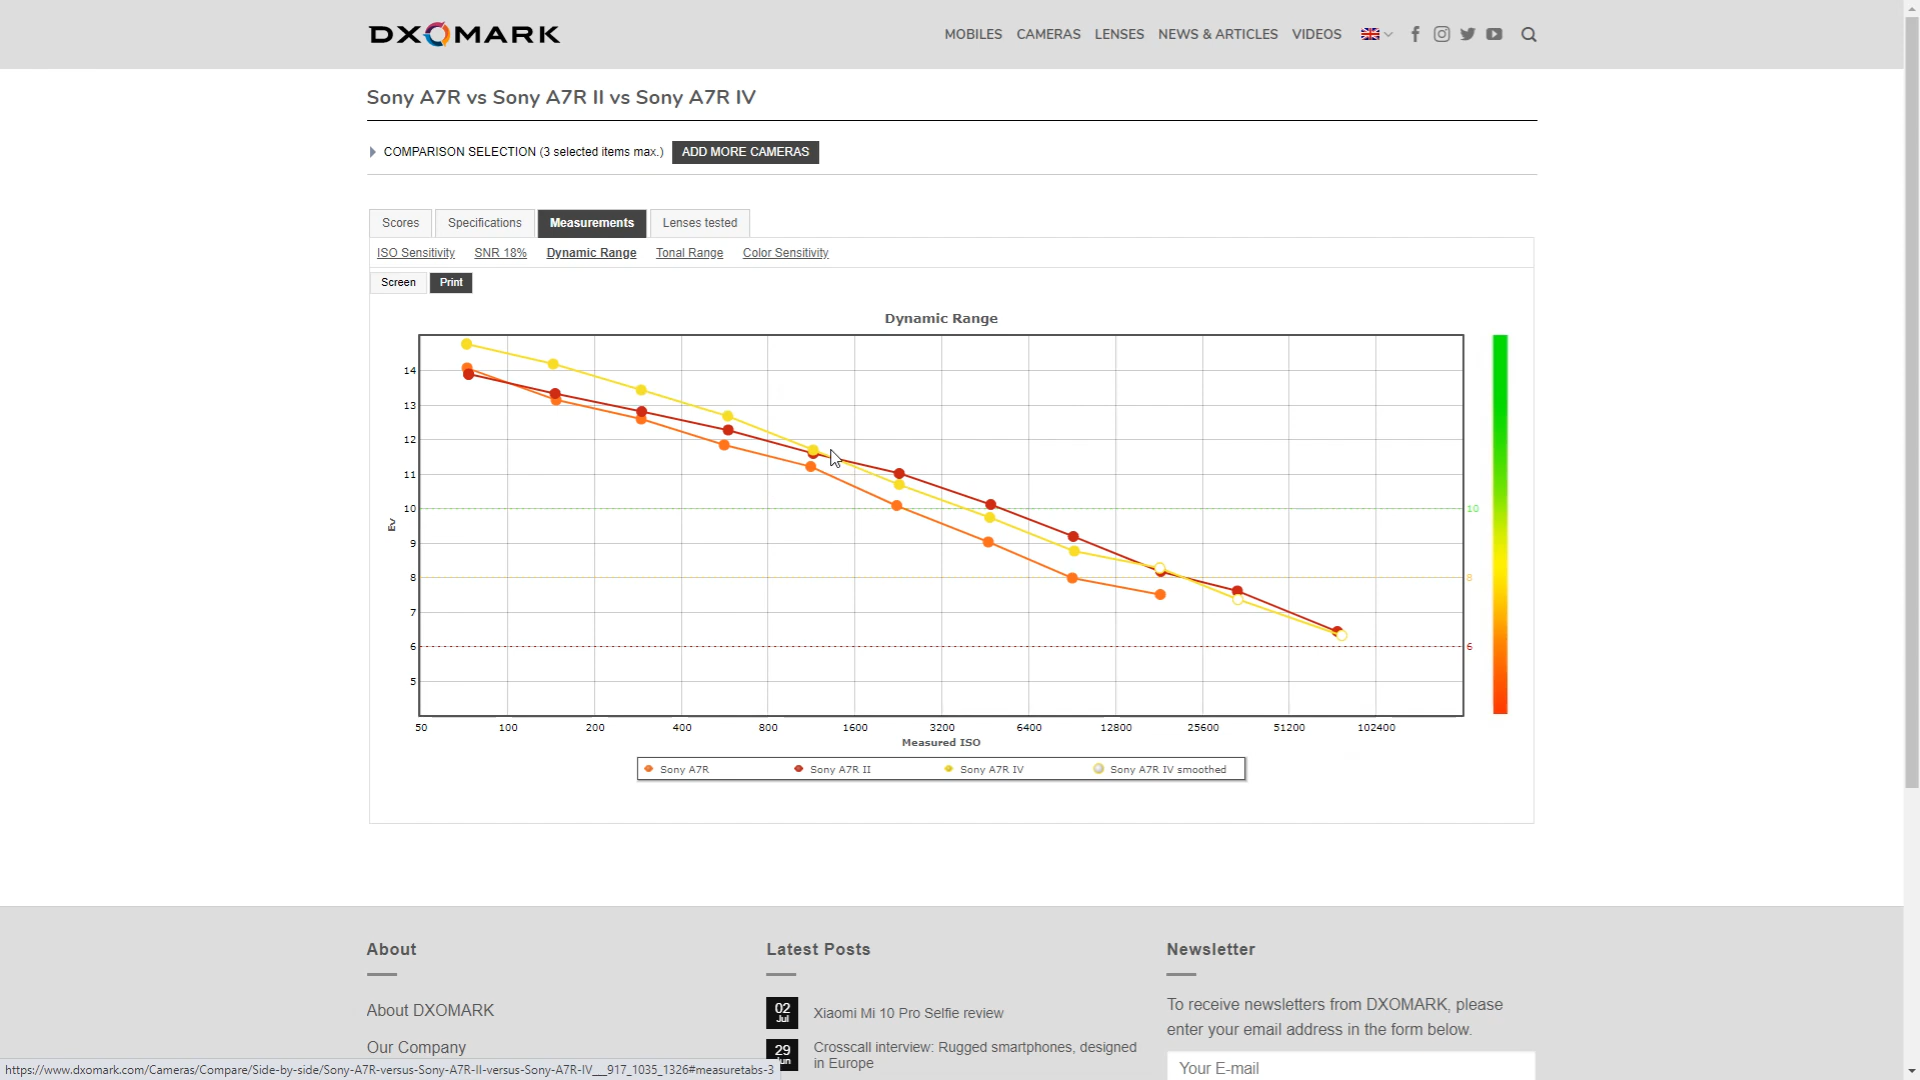 DXOMARK
MOBILES CAMERAS LENSES NEWS & ARTICLES VIDEOS
Sony A7R vs Sony A7R II vs Sony A7R IV
COMPARISON SELECTION (3 selected items max.) ADD MORE CAMERAS
Scores Specifications Measurements Lenses tested
ISO Sensitivity SNR 18% Dynamic Range Tonal Range Color Sensitivity
Screen Print
Dynamic Range
14
13
12
11
10 10
Ev
9
8 8
7
6 6
5
50 100 200 400 800 1600 3200 6400 12800 25600 51200 102400
Measured ISO
Sony A7R Sony A7R II Sony A7R IV Sony A7R IV smoothed
About Latest Posts Newsletter
About DXOMARK
Our Company
02 Jul Xiaomi Mi 10 Pro Selfie review
29 Jun Crosscall interview: Rugged smartphones, designed
in Europe
To receive newsletters from DXOMARK, please
enter your email address in the form below.
Your E-mail
https://www.dxomark.com/Cameras/Compare/Side-by-side/Sony-A7R-versus-Sony-A7R-II-versus-Sony-A7R-IV__917_1035_1326#measuretabs-3